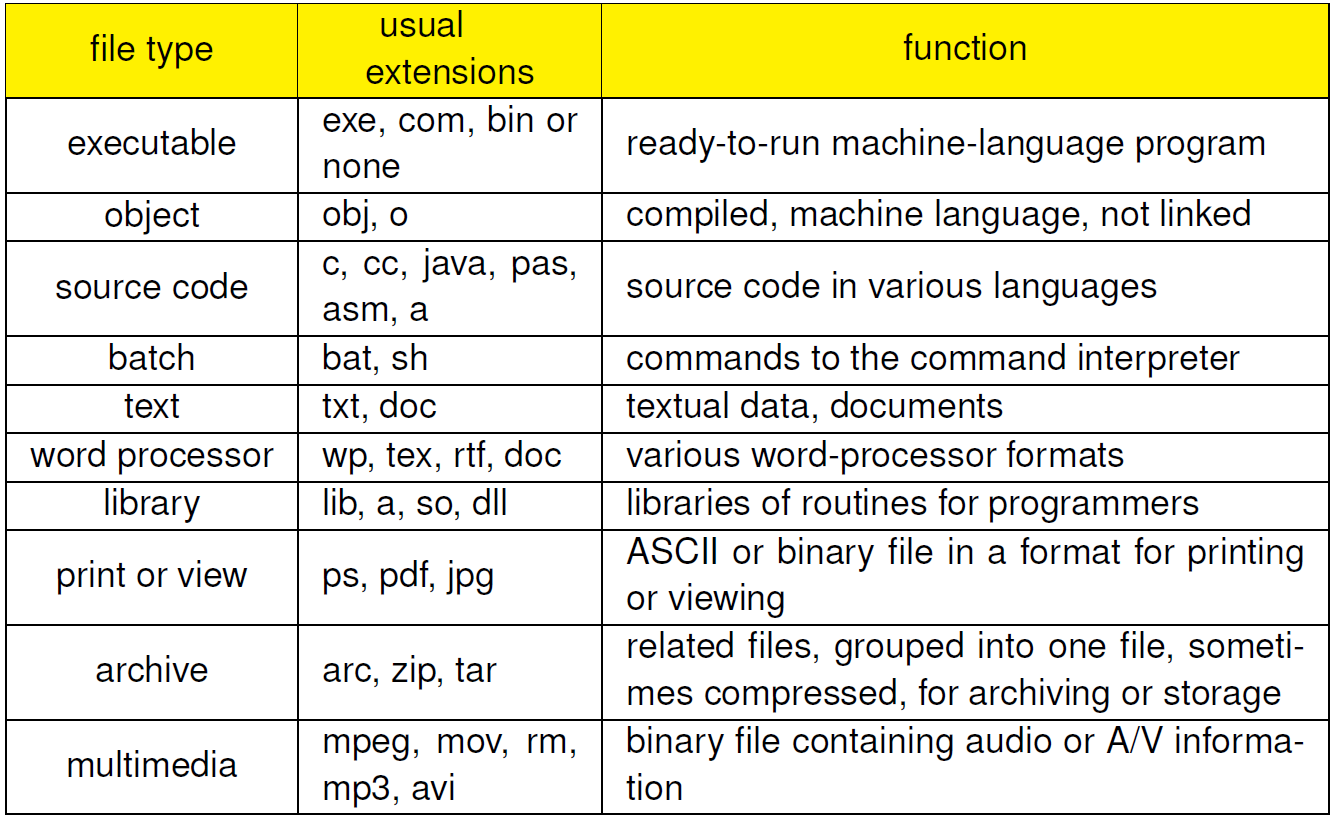 file type
usual
extensions
function
executable
exe, com, bin or
none
ready-to-run machine-language program
object
obj, o
compiled, machine language, not linked
source code
c, cc, java, pas,
asm, a
source code in various languages
batch
bat, sh
commands to the command interpreter
text
txt, doc
textual data, documents
word processor
wp, tex, rtf, doc
various word-processor formats
library
lib, a, so, dll
libraries of routines for programmers
print or view
ps, pdf, jpg
ASCII or binary file in a format for printing
or viewing
archive
arc, zip, tar
related files, grouped into one file, someti-
mes compressed, for archiving or storage
multimedia
mpeg, mov, rm,
mp3, avi
binary file containing audio or A/V informa-
tion